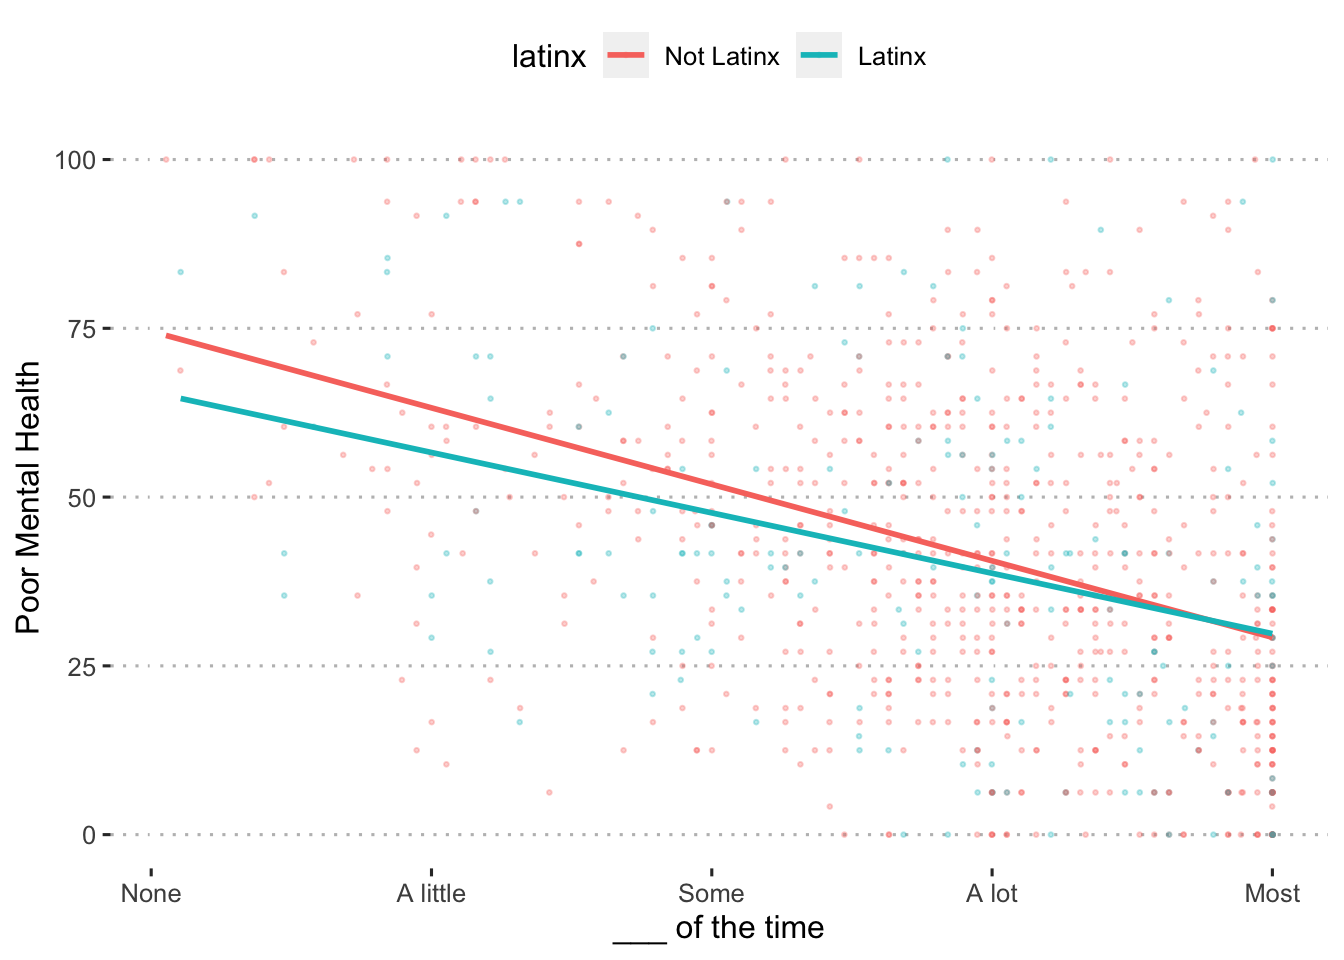 latinx Not Latinx Latinx
100
75
50
25
0
Poor Mental Health
None A little Some A lot Most
___ of the time